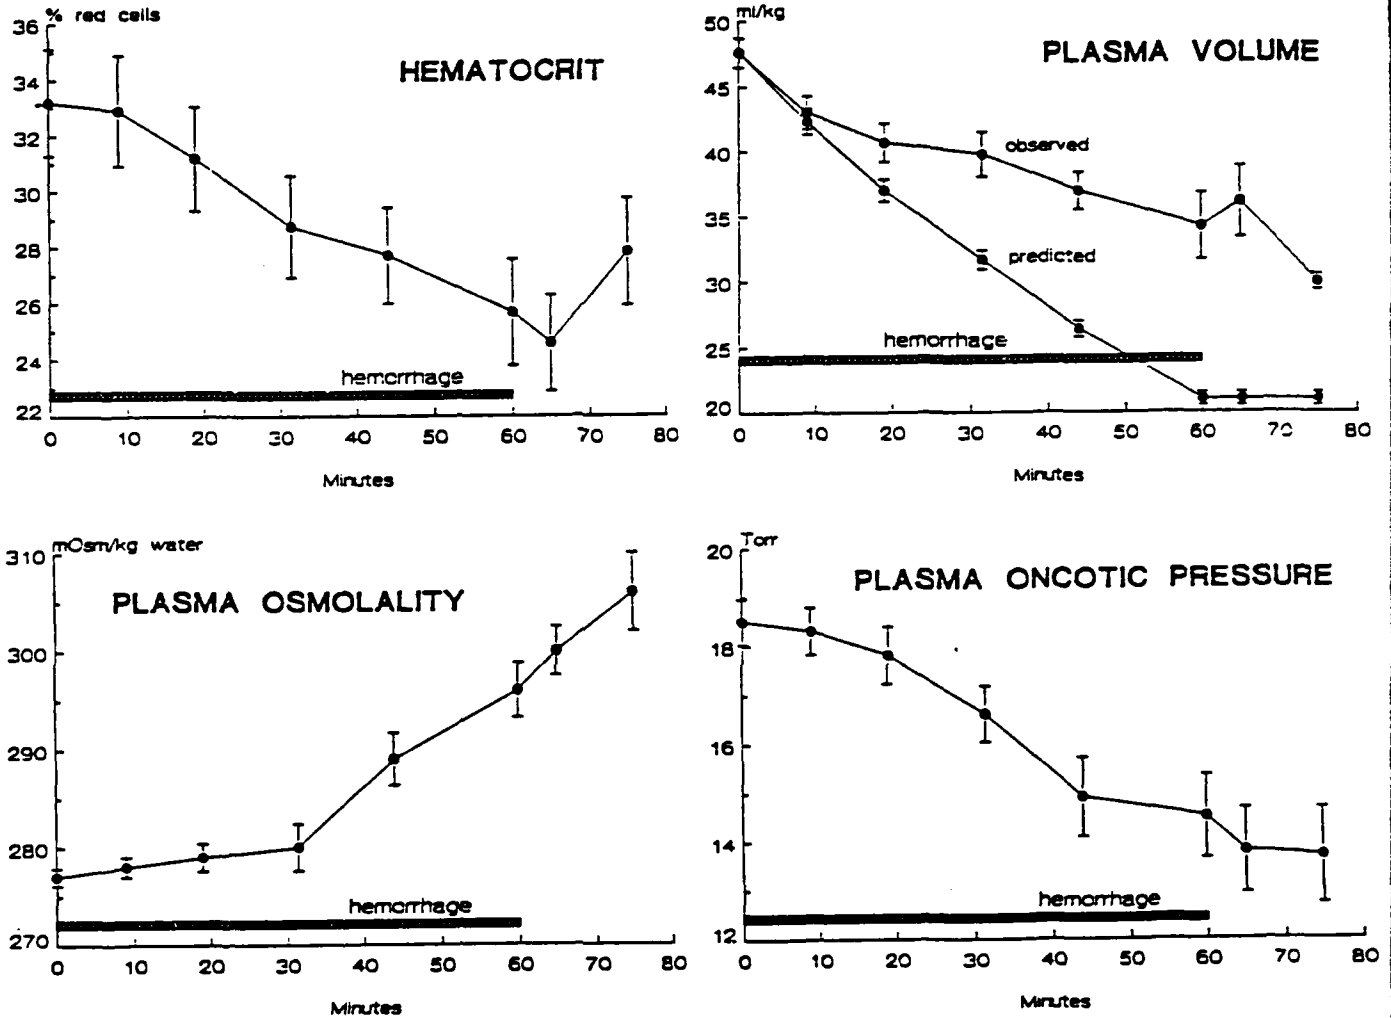 % red cells
HEMATOCRIT
36
34
32
30
28
26
24
22
hemorrhage
0 10 20 30 40 50 60 70 80
Minutes
ml/kg
PLASMA VOLUME
50
45
40
35
30
25
20
observed
predicted
hemorrhage
0 10 20 30 40 50 60 70 80
Minutes
mOsm/kg water
PLASMA OSMOLALITY
310
300
290
280
270
hemorrhage
0 10 20 30 40 50 60 70 80
Minutes
Torr
PLASMA ONCOTIC PRESSURE
20
18
16
14
12
hemorrhage
0 10 20 30 40 50 60 70 80
Minutes